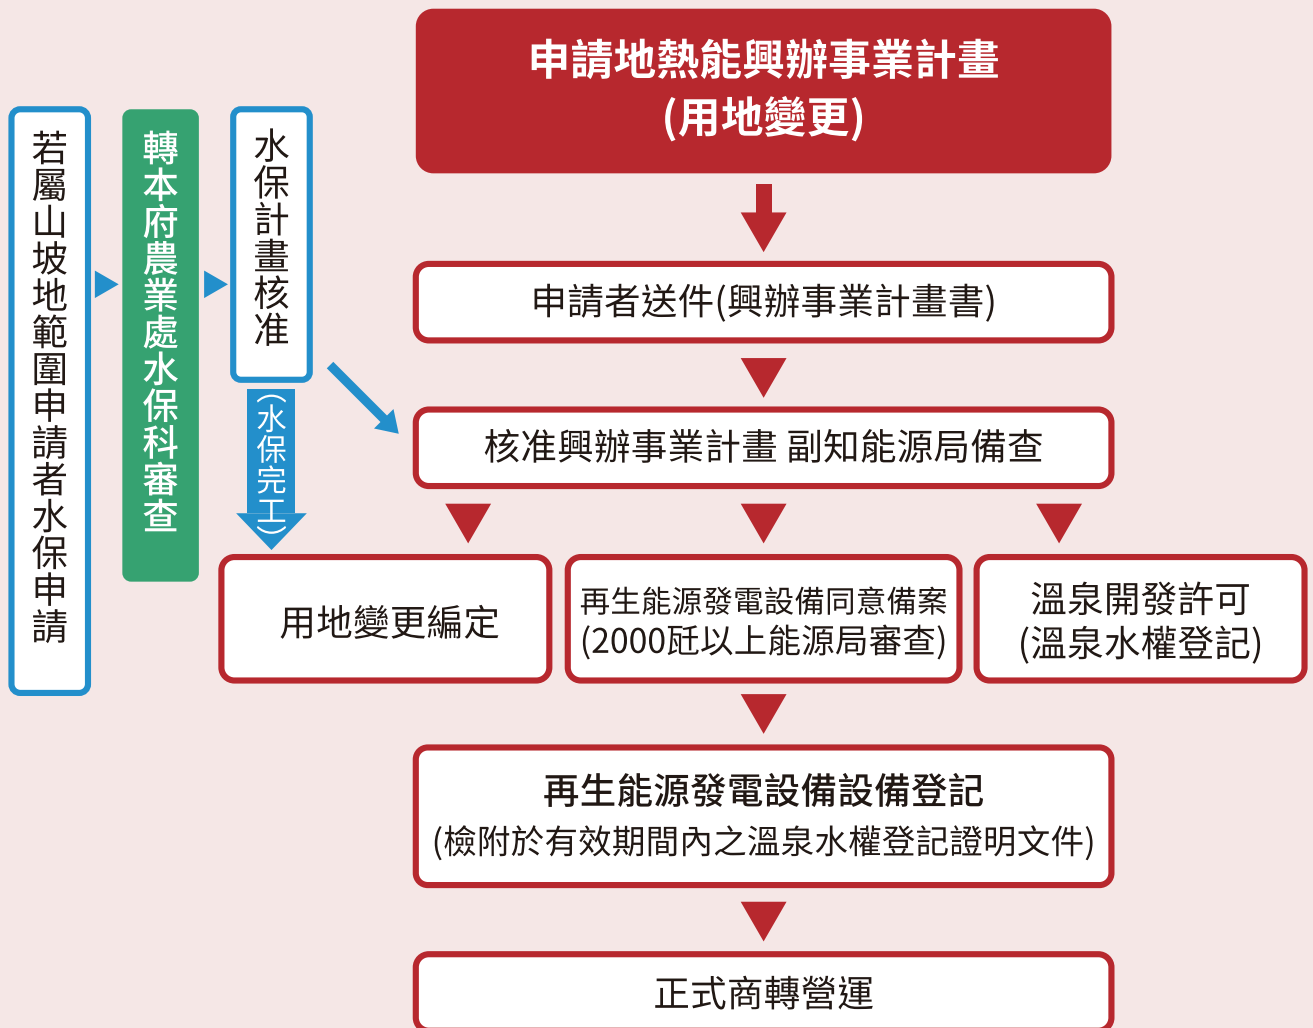 申請地熱能興辦事業計畫
(用地變更)
若屬山坡地範圍申請者水保申請
轉本府農業處水保科審查
水保計畫核准
(水保完工)
申請者送件(興辦事業計畫書)
核准興辦事業計畫 副知能源局備查
用地變更編定
再生能源發電設備同意備案
(2000瓩以上能源局審查)
溫泉開發許可
(溫泉水權登記)
再生能源發電設備設備登記
(檢附於有效期間內之溫泉水權登記證明文件)
正式商轉營運